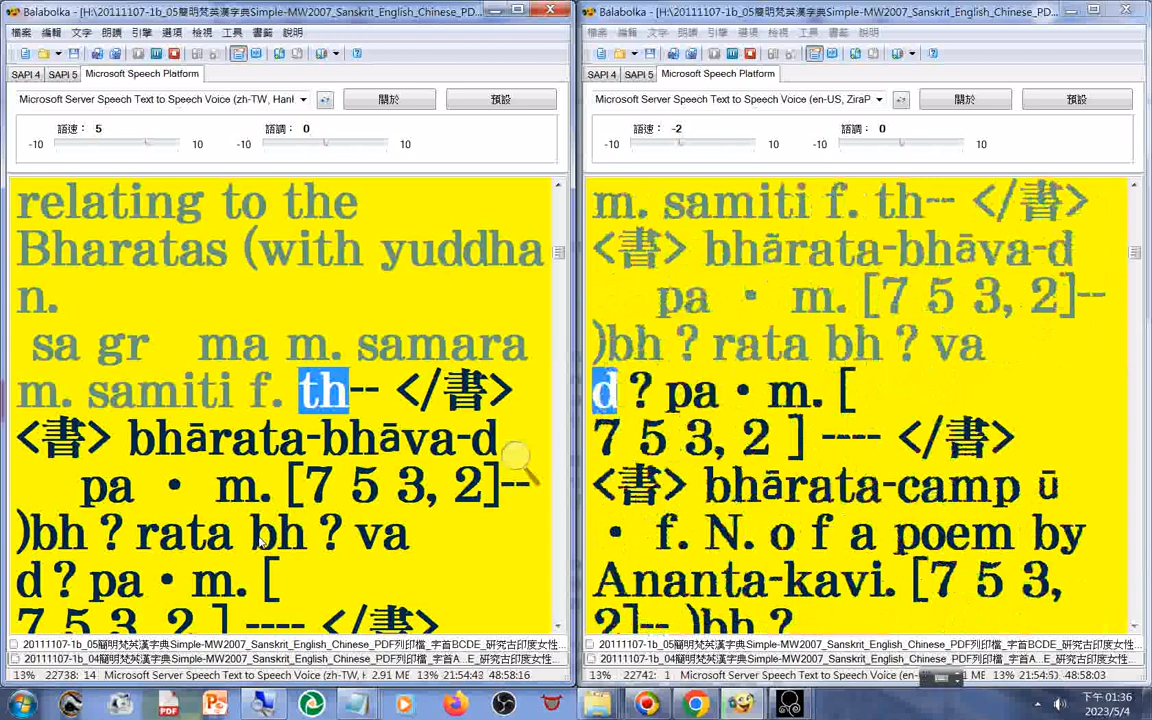 Balabolka - [H:\20111107-1b_05簡明梵英漢字典Simple-MW2007_Sanskrit_English_Chinese_PD...
檔案 編輯 文字 朗讀 引擎 選項 檢視 工具 書籤 說明
SAPI 4 SAPI 5 Microsoft Speech Platform
Microsoft Server Speech Text to Speech Voice (zh-TW, Hanl
關於 預設
語速： 5 語調： 0
-10 10 -10 10
relating to the
Bharatas (with yuddha
n.
sa gr ma m. samara
m. samiti f. th-- </書>
<書> bhārata-bhāva-d
pa • m. [7 5 3, 2]--
)bh ? rata bh ? va
d ? pa • m. [
7 5 3, 2 ] ---- </書>
20111107-1b_05簡明梵英漢字典Simple-MW2007_Sanskrit_English_Chinese_PDF列印檔_字首BCDE_研究古印度女性...
20111107-1b_04簡明梵英漢字典Simple-MW2007_Sanskrit_English_Chinese_PDF列印檔_字首A...E_研究古印度女性...
13% 22738: 14 Microsoft Server Speech Text to Speech Voice (zh-TW, 2.91 ME 13% 21:54:43 48:58:16
Balabolka - [H:\20111107-1b_05簡明梵英漢字典Simple-MW2007_Sanskrit_English_Chinese_PD...
檔案 編輯 文字 朗讀 引擎 選項 檢視 工具 書籤 說明
SAPI 4 SAPI 5 Microsoft Speech Platform
Microsoft Server Speech Text to Speech Voice (en-US, ZiraP
關於 預設
語速： -2 語調： 0
-10 10 -10 10
m. samiti f. th-- </書>
<書> bhārata-bhāva-d
pa • m. [7 5 3, 2]--
)bh ? rata bh ? va
d ? pa • m. [
7 5 3, 2 ] ---- </書>
<書> bhārata-camp ū
• f. N. o f a poem by
Ananta-kavi. [7 5 3,
2]-- )bh ?
20111107-1b_05簡明梵英漢字典Simple-MW2007_Sanskrit_English_Chinese_PDF列印檔_字首BCDE_研究古印度女性...
20111107-1b_04簡明梵英漢字典Simple-MW2007_Sanskrit_English_Chinese_PDF列印檔_字首A...E_研究古印度女性...
13% 22742: 1 Microsoft Server Speech Text to Speech Voice (en-US, 2.91 ME 13% 21:54:5 48:58:03
下午 01:36
2023/5/4